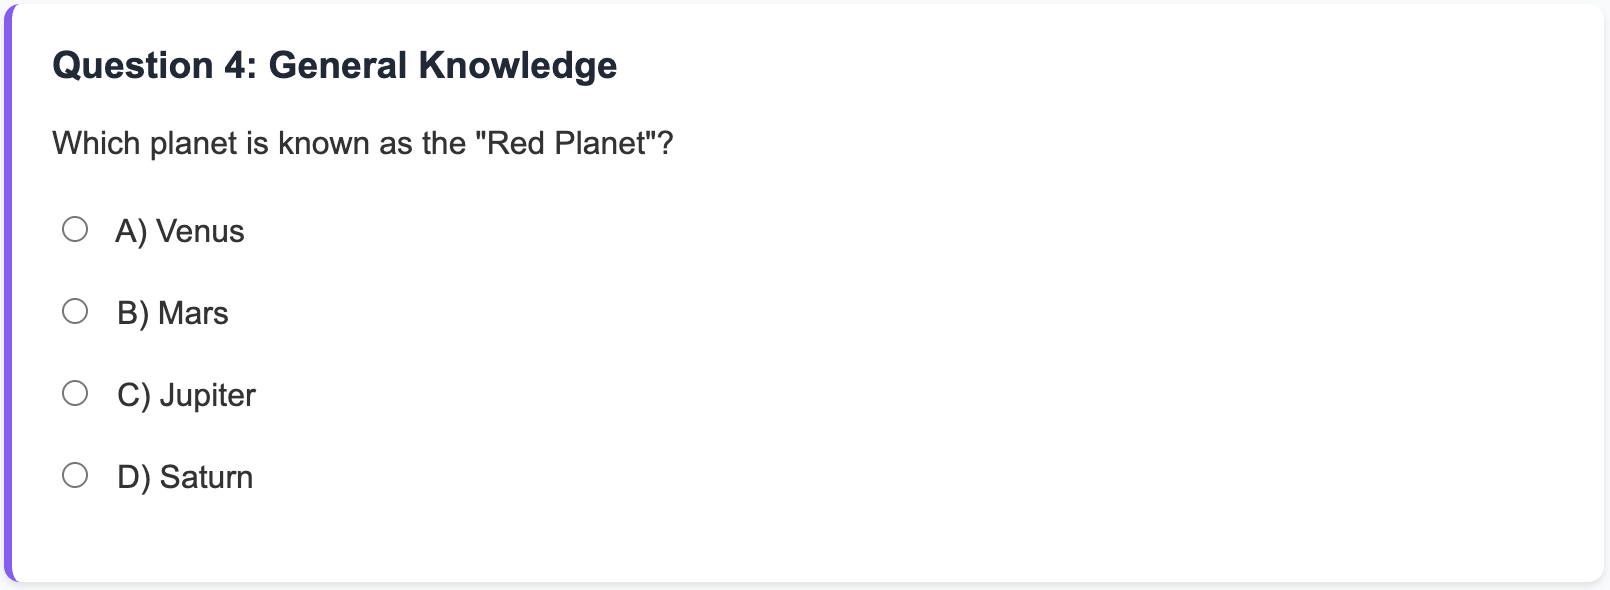 Question 4: General Knowledge
Which planet is known as the "Red Planet"?
A) Venus
B) Mars
C) Jupiter
D) Saturn